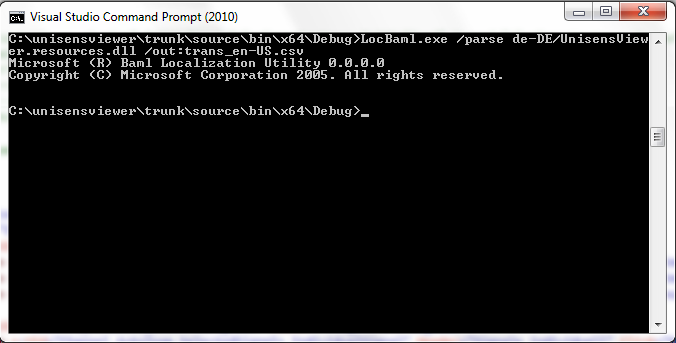 Visual Studio Command Prompt (2010)
C:\unisensviewer\trunk\source\bin\x64\Debug>LocBaml.exe /parse de-DE/UnisensView
er.resources.dll /out:trans_en-US.csv
Microsoft (R) Baml Localization Utility 0.0.0.0
Copyright (C) Microsoft Corporation 2005. All rights reserved.
C:\unisensviewer\trunk\source\bin\x64\Debug>_